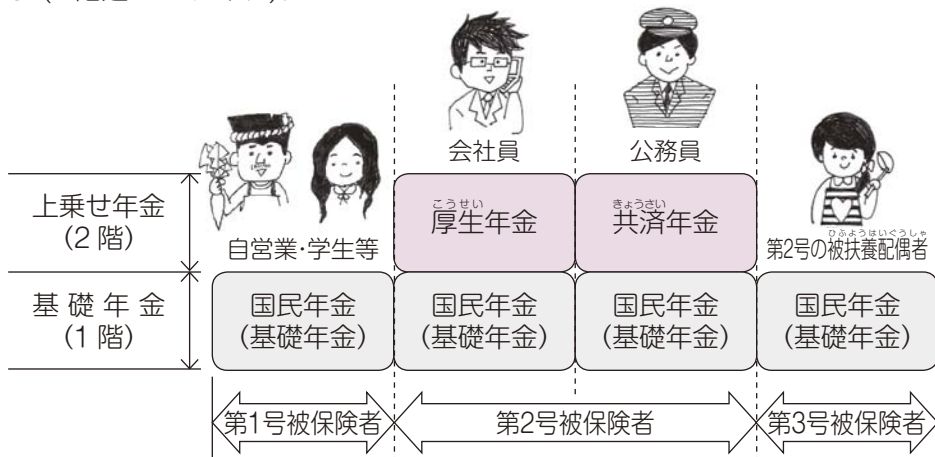 会社員
公務員
上乗せ年金
(2階)
自営業・学生等
こうせい
厚生年金
きょうさい
共済年金
ひふようはいぐうしゃ
第2号の被扶養配偶者
基礎年金
(1階)
国民年金
(基礎年金)
国民年金
(基礎年金)
国民年金
(基礎年金)
国民年金
(基礎年金)
第1号被保険者
第2号被保険者
第3号被保険者